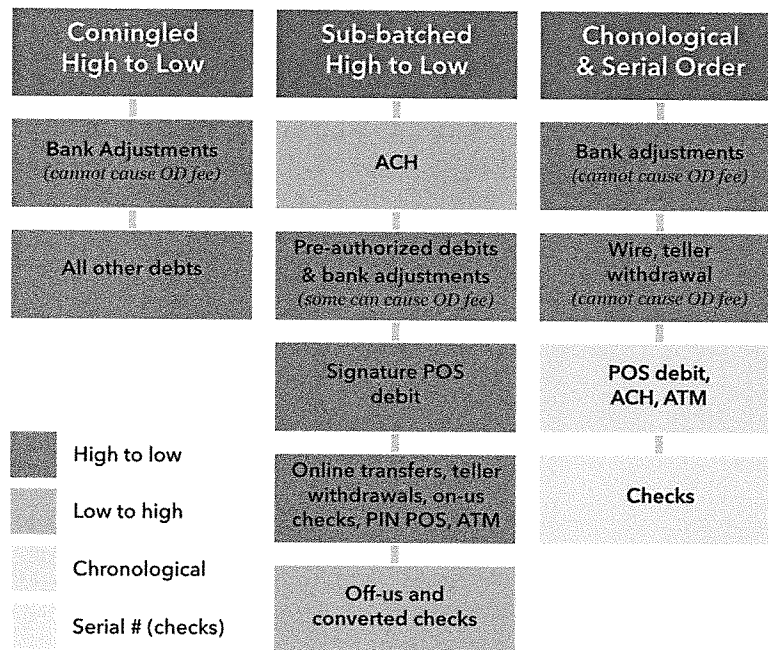 Comingled
High to Low
Bank Adjustments
(cannot cause OD fee)
All other debts
Sub-batched
High to Low
ACH
Pre-authorized debits
& bank adjustments
(some can cause OD fee)
Signature POS
debit
Online transfers, teller
withdrawals, on-us
checks, PIN POS, ATM
Off-us and
converted checks
Chonological
& Serial Order
Bank adjustments
(cannot cause OD fee)
Wire, teller
withdrawal
(cannot cause OD fee)
POS debit,
ACH, ATM
Checks
High to low
Low to high
Chronological
Serial # (checks)